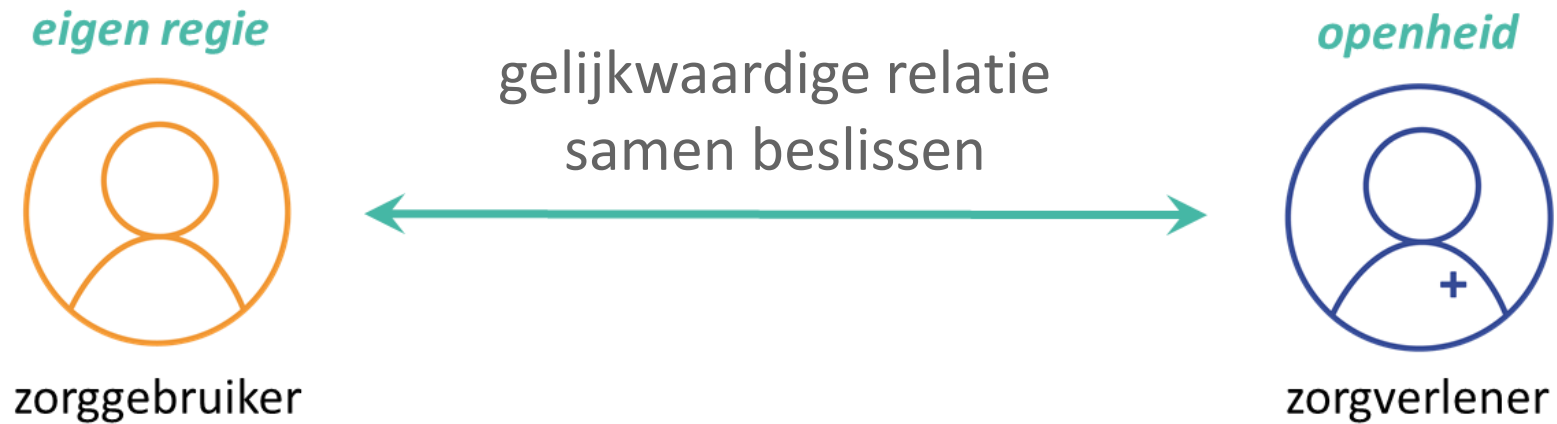 eigen regie
openheid
gelijkwaardige relatie
samen beslissen
zorggebruiker
zorgverlener